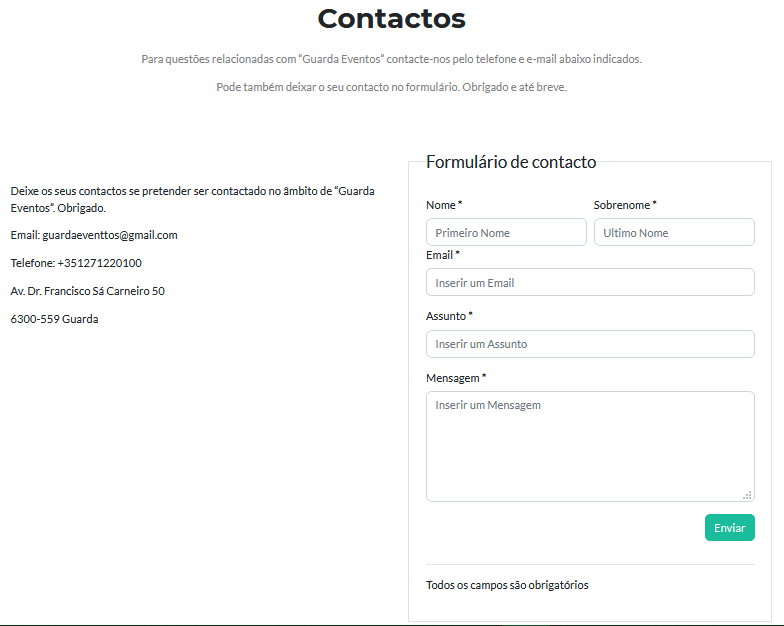 Contactos
Para questões relacionadas com “Guarda Eventos” contacte-nos pelo telefone e e-mail abaixo indicados.
Pode também deixar o seu contacto no formulário. Obrigado e até breve.
Deixe os seus contactos se pretender ser contactado no âmbito de “Guarda
Eventos”. Obrigado.
Email: guardaeventtos@gmail.com
Telefone: +351271220100
Av. Dr. Francisco Sá Carneiro 50
6300-559 Guarda
Formulário de contacto
Nome * Sobrenome *
Primeiro Nome Ultimo Nome
Email *
Inserir um Email
Assunto *
Inserir um Assunto
Mensagem *
Inserir um Mensagem
Enviar
Todos os campos são obrigatórios